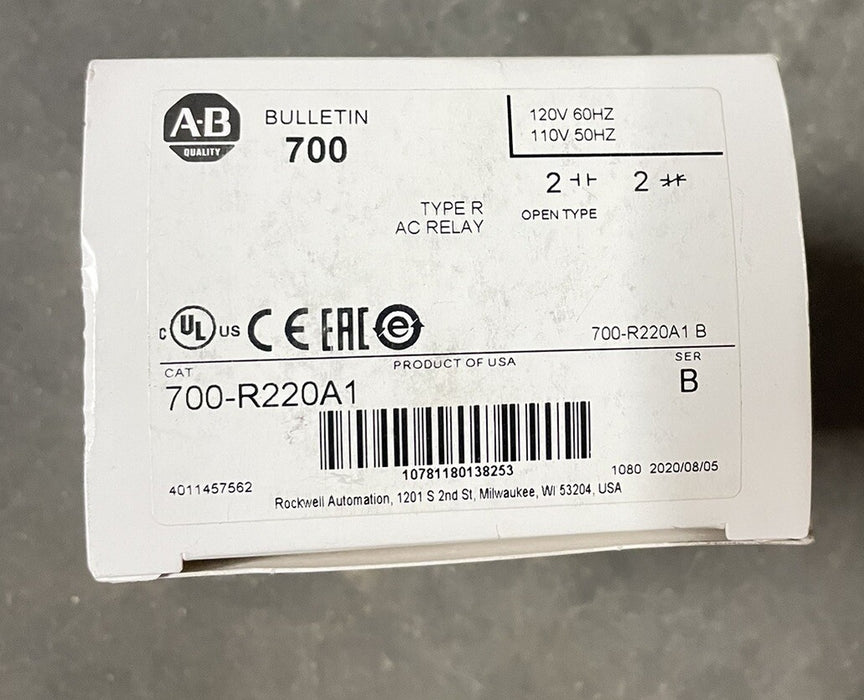 A-B
QUALITY
BULLETIN
700
120V 60HZ
110V 50HZ
2 ⊣⊢ 2 ⊣/⊢
TYPE R
OPEN TYPE
AC RELAY
C UL US CE EAC e
700-R220A1 B
PRODUCT OF USA
CAT
SER
700-R220A1
B
10781180138253
4011457562
1080 2020/08/05
Rockwell Automation, 1201 S 2nd St, Milwaukee, WI 53204, USA